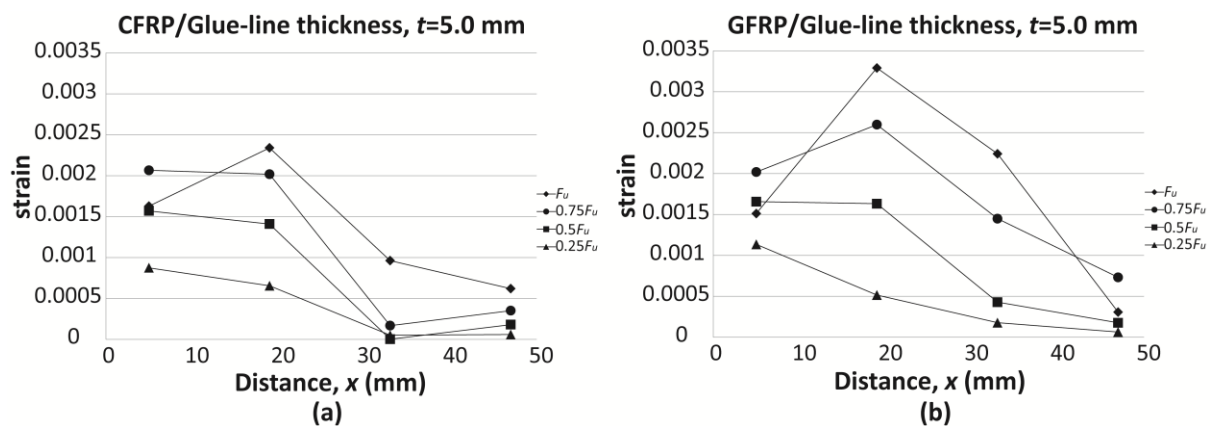 CFRP/Glue-line thickness, t=5.0 mm
0.0035
0.003
0.0025
0.002
0.0015
0.001
0.0005
0
strain
0 10 20 30 40 50
Distance, x (mm)
(a)
Fu
0.75Fu
0.5Fu
0.25Fu
GFRP/Glue-line thickness, t=5.0 mm
0.0035
0.003
0.0025
0.002
0.0015
0.001
0.0005
0
strain
0 10 20 30 40 50
Distance, x (mm)
(b)
Fu
0.75Fu
0.5Fu
0.25Fu